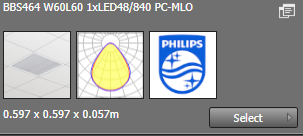 BBS464 W60L60 1xLED48/840 PC-MLO
PHILIPS
0.597 x 0.597 x 0.057m
Select